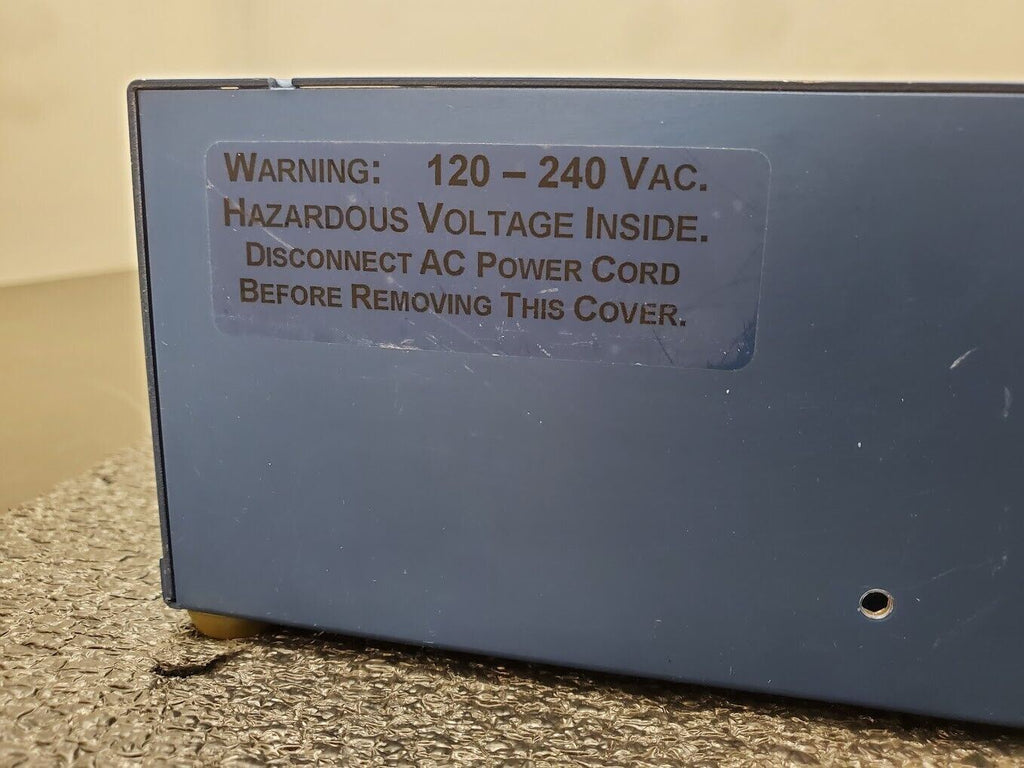 WARNING: 120 – 240 VAC.
HAZARDOUS VOLTAGE INSIDE.
DISCONNECT AC POWER CORD
BEFORE REMOVING THIS COVER.